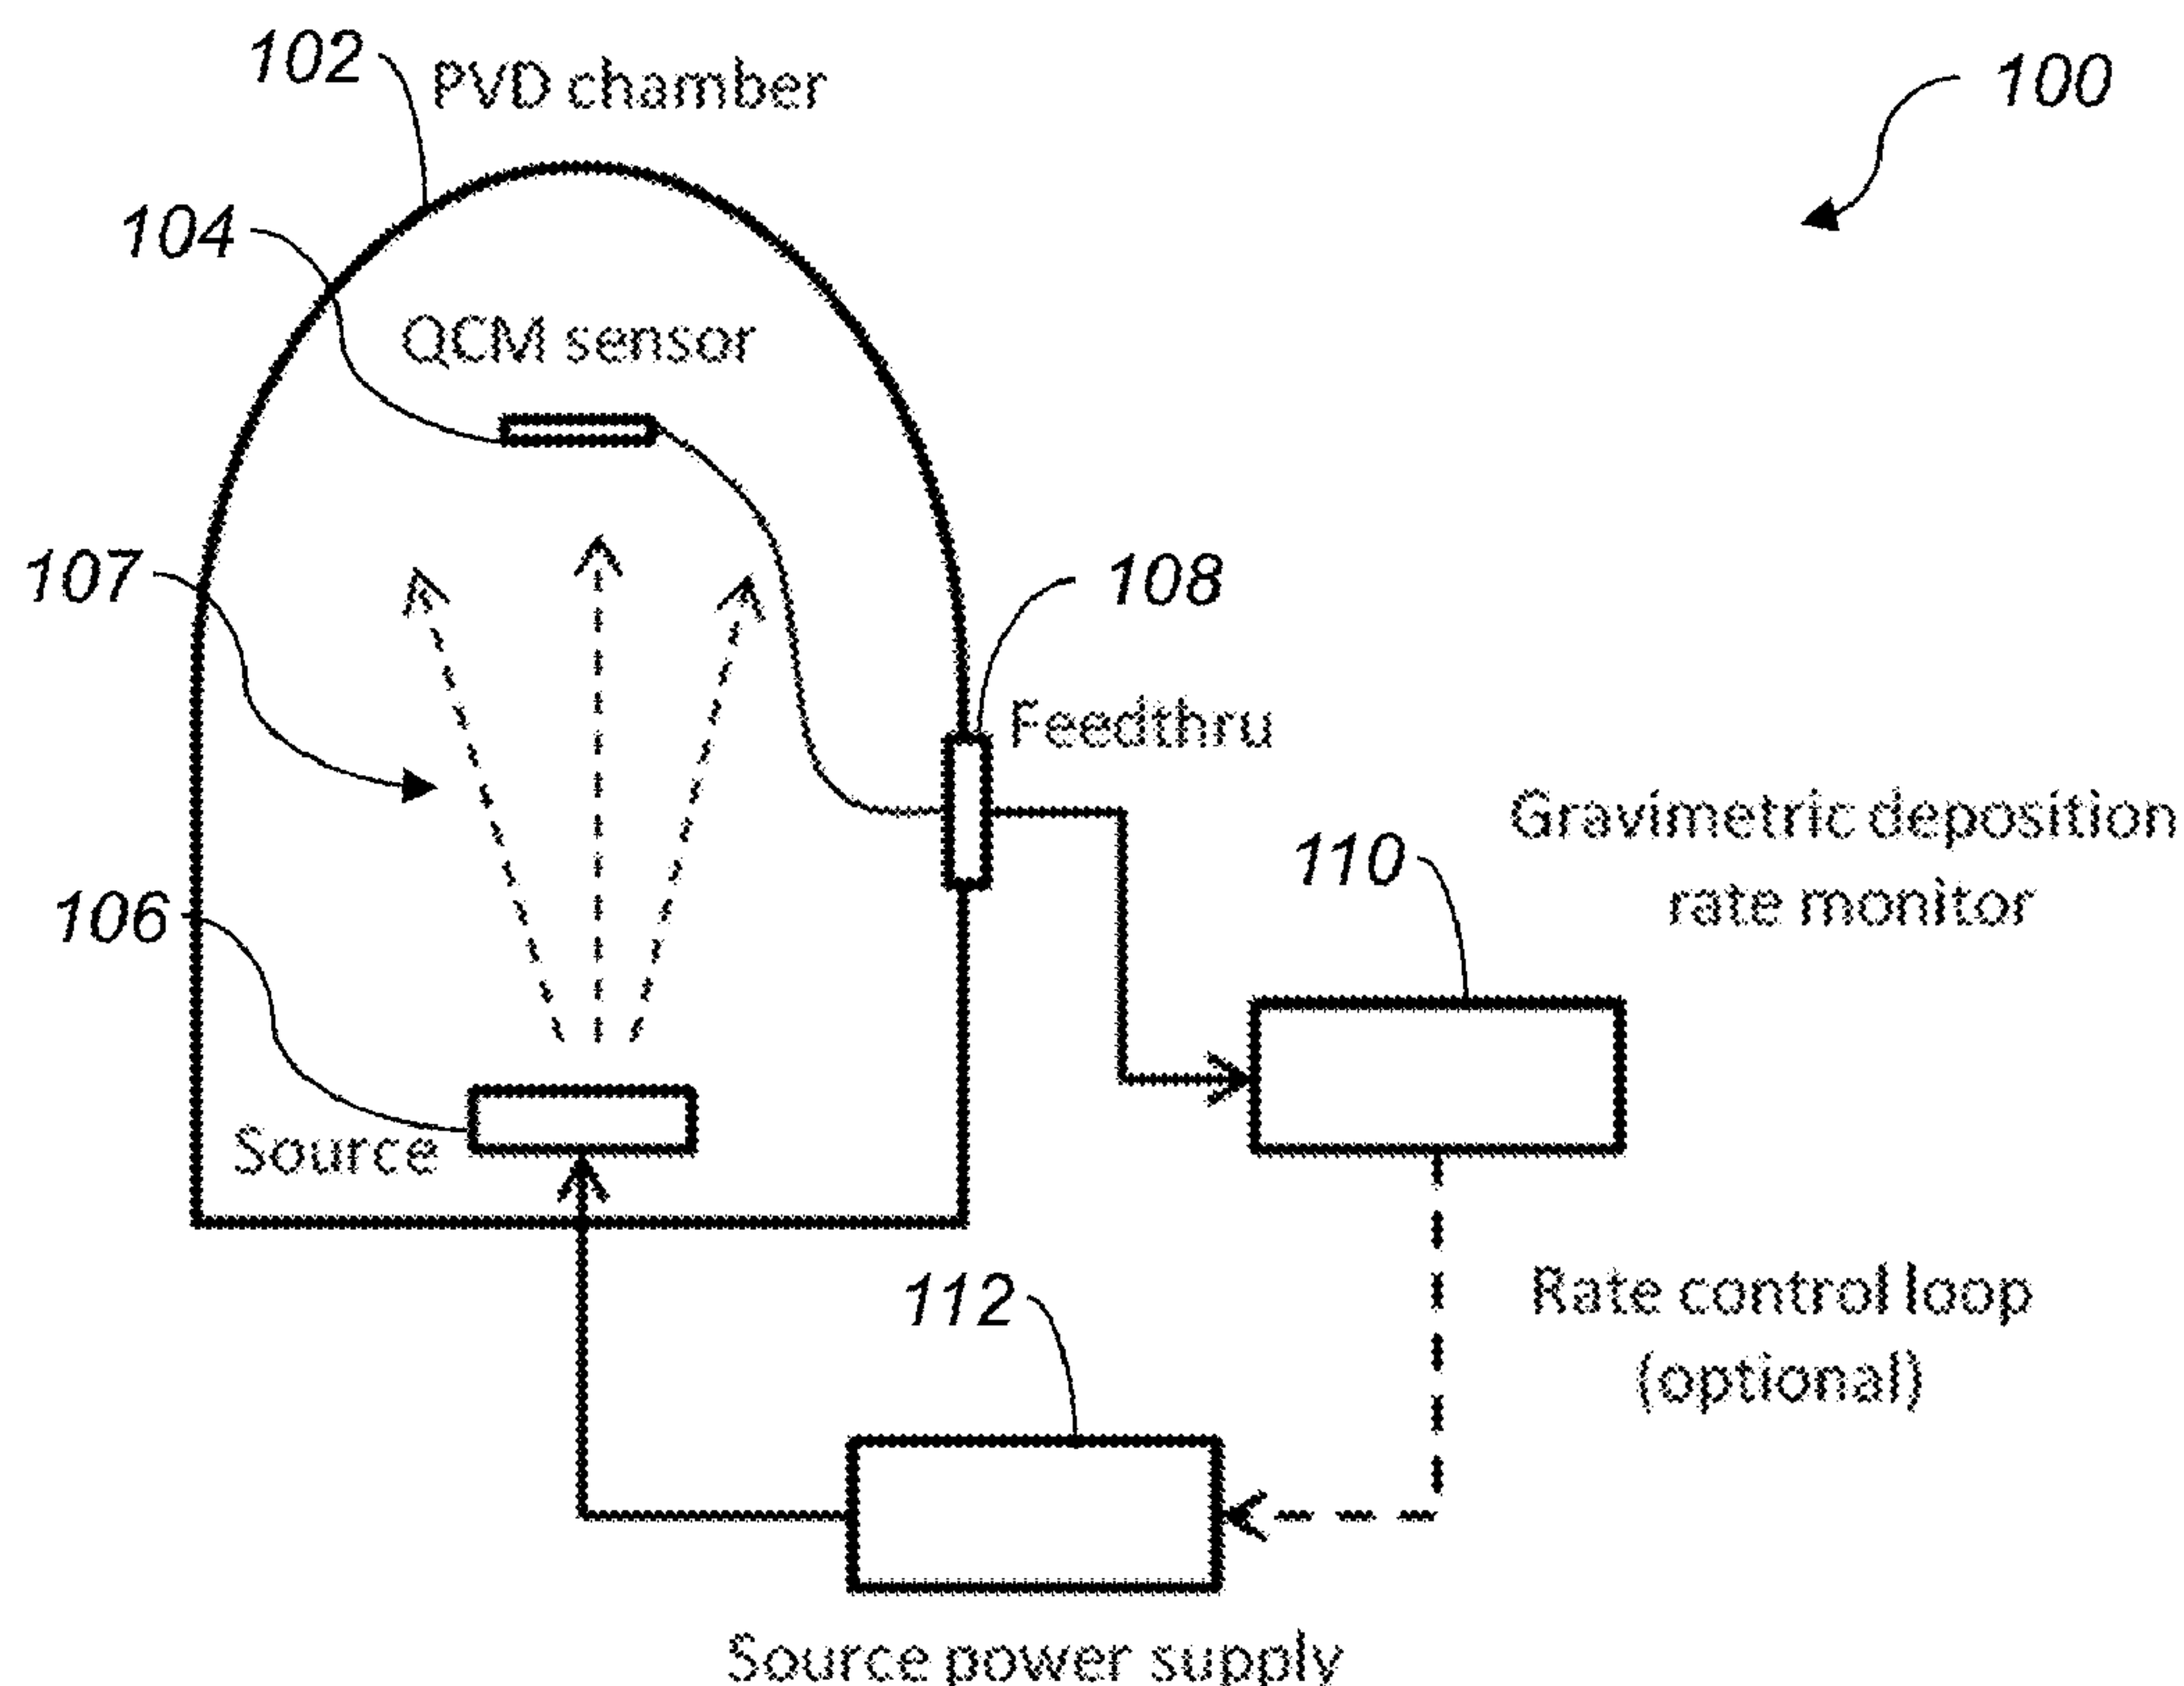 102
PVD chamber
100
104
QCM sensor
107
108
Feedthru
Gravimetric deposition
rate monitor
110
106
Source
Rate control loop
(optional)
112
Source power supply